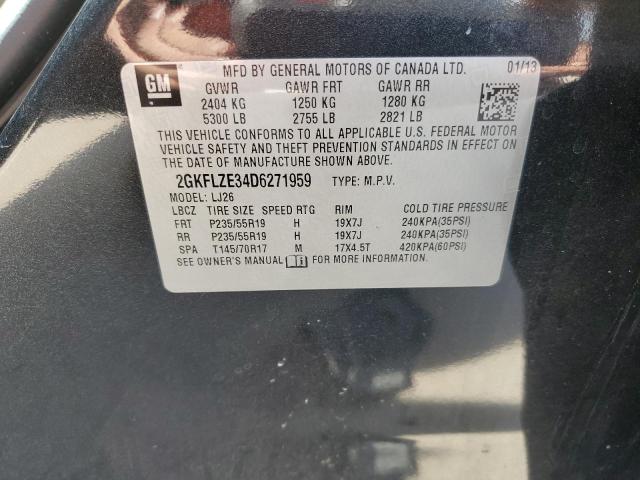 MFD BY GENERAL MOTORS OF CANADA LTD. 01/13
GM
GVWR GAWR FRT GAWR RR
2404 KG 1250 KG 1280 KG
5300 LB 2755 LB 2821 LB
THIS VEHICLE CONFORMS TO ALL APPLICABLE U.S. FEDERAL MOTOR
VEHICLE SAFETY AND THEFT PREVENTION STANDARDS IN EFFECT ON
THE DATE OF MANUFACTURE SHOWN ABOVE.
2GKFLZE34D6271959 TYPE: M.P.V.
MODEL: LJ26
LBCZ TIRE SIZE SPEED RTG RIM COLD TIRE PRESSURE
FRT P235/55R19 H 19X7J 240KPA(35PSI)
RR P235/55R19 H 19X7J 240KPA(35PSI)
SPA T145/70R17 M 17X4.5T 420KPA(60PSI)
SEE OWNER'S MANUAL FOR MORE INFORMATION.